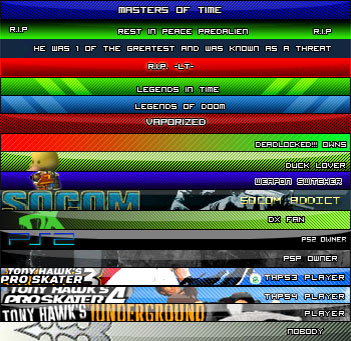 MASTERS OF TIME
R.I.P REST IN PEACE PREDALIEN R.I.P
HE WAS 1 OF THE GREATEST AND WAS KNOWN AS A THREAT
R.I.P. -LT-
LEGENDS IN TIME
LEGENDS OF DOOM
VAPORIZED
DEADLOCKED!!! OWNS
DUCK LOVER
WEAPON SWITCHER
SOCOM SOCOM ADDICT
DX DX FAN
PS2 PS2 OWNER
PSP OWNER
TONY HAWK'S
PRO SKATER 3 THPS3 PLAYER
TONY HAWK'S
PRO SKATER 4 THPS4 PLAYER
TONY HAWK'S UNDERGROUND PLAYER
NOBODY